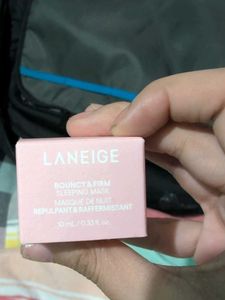 LANEIGE
BOUNCY & FIRM
SLEEPING MASK
MASQUE DE NUIT
REPULPANT & RAFFERMISSANT
10 mL / 0.33 fl. oz.